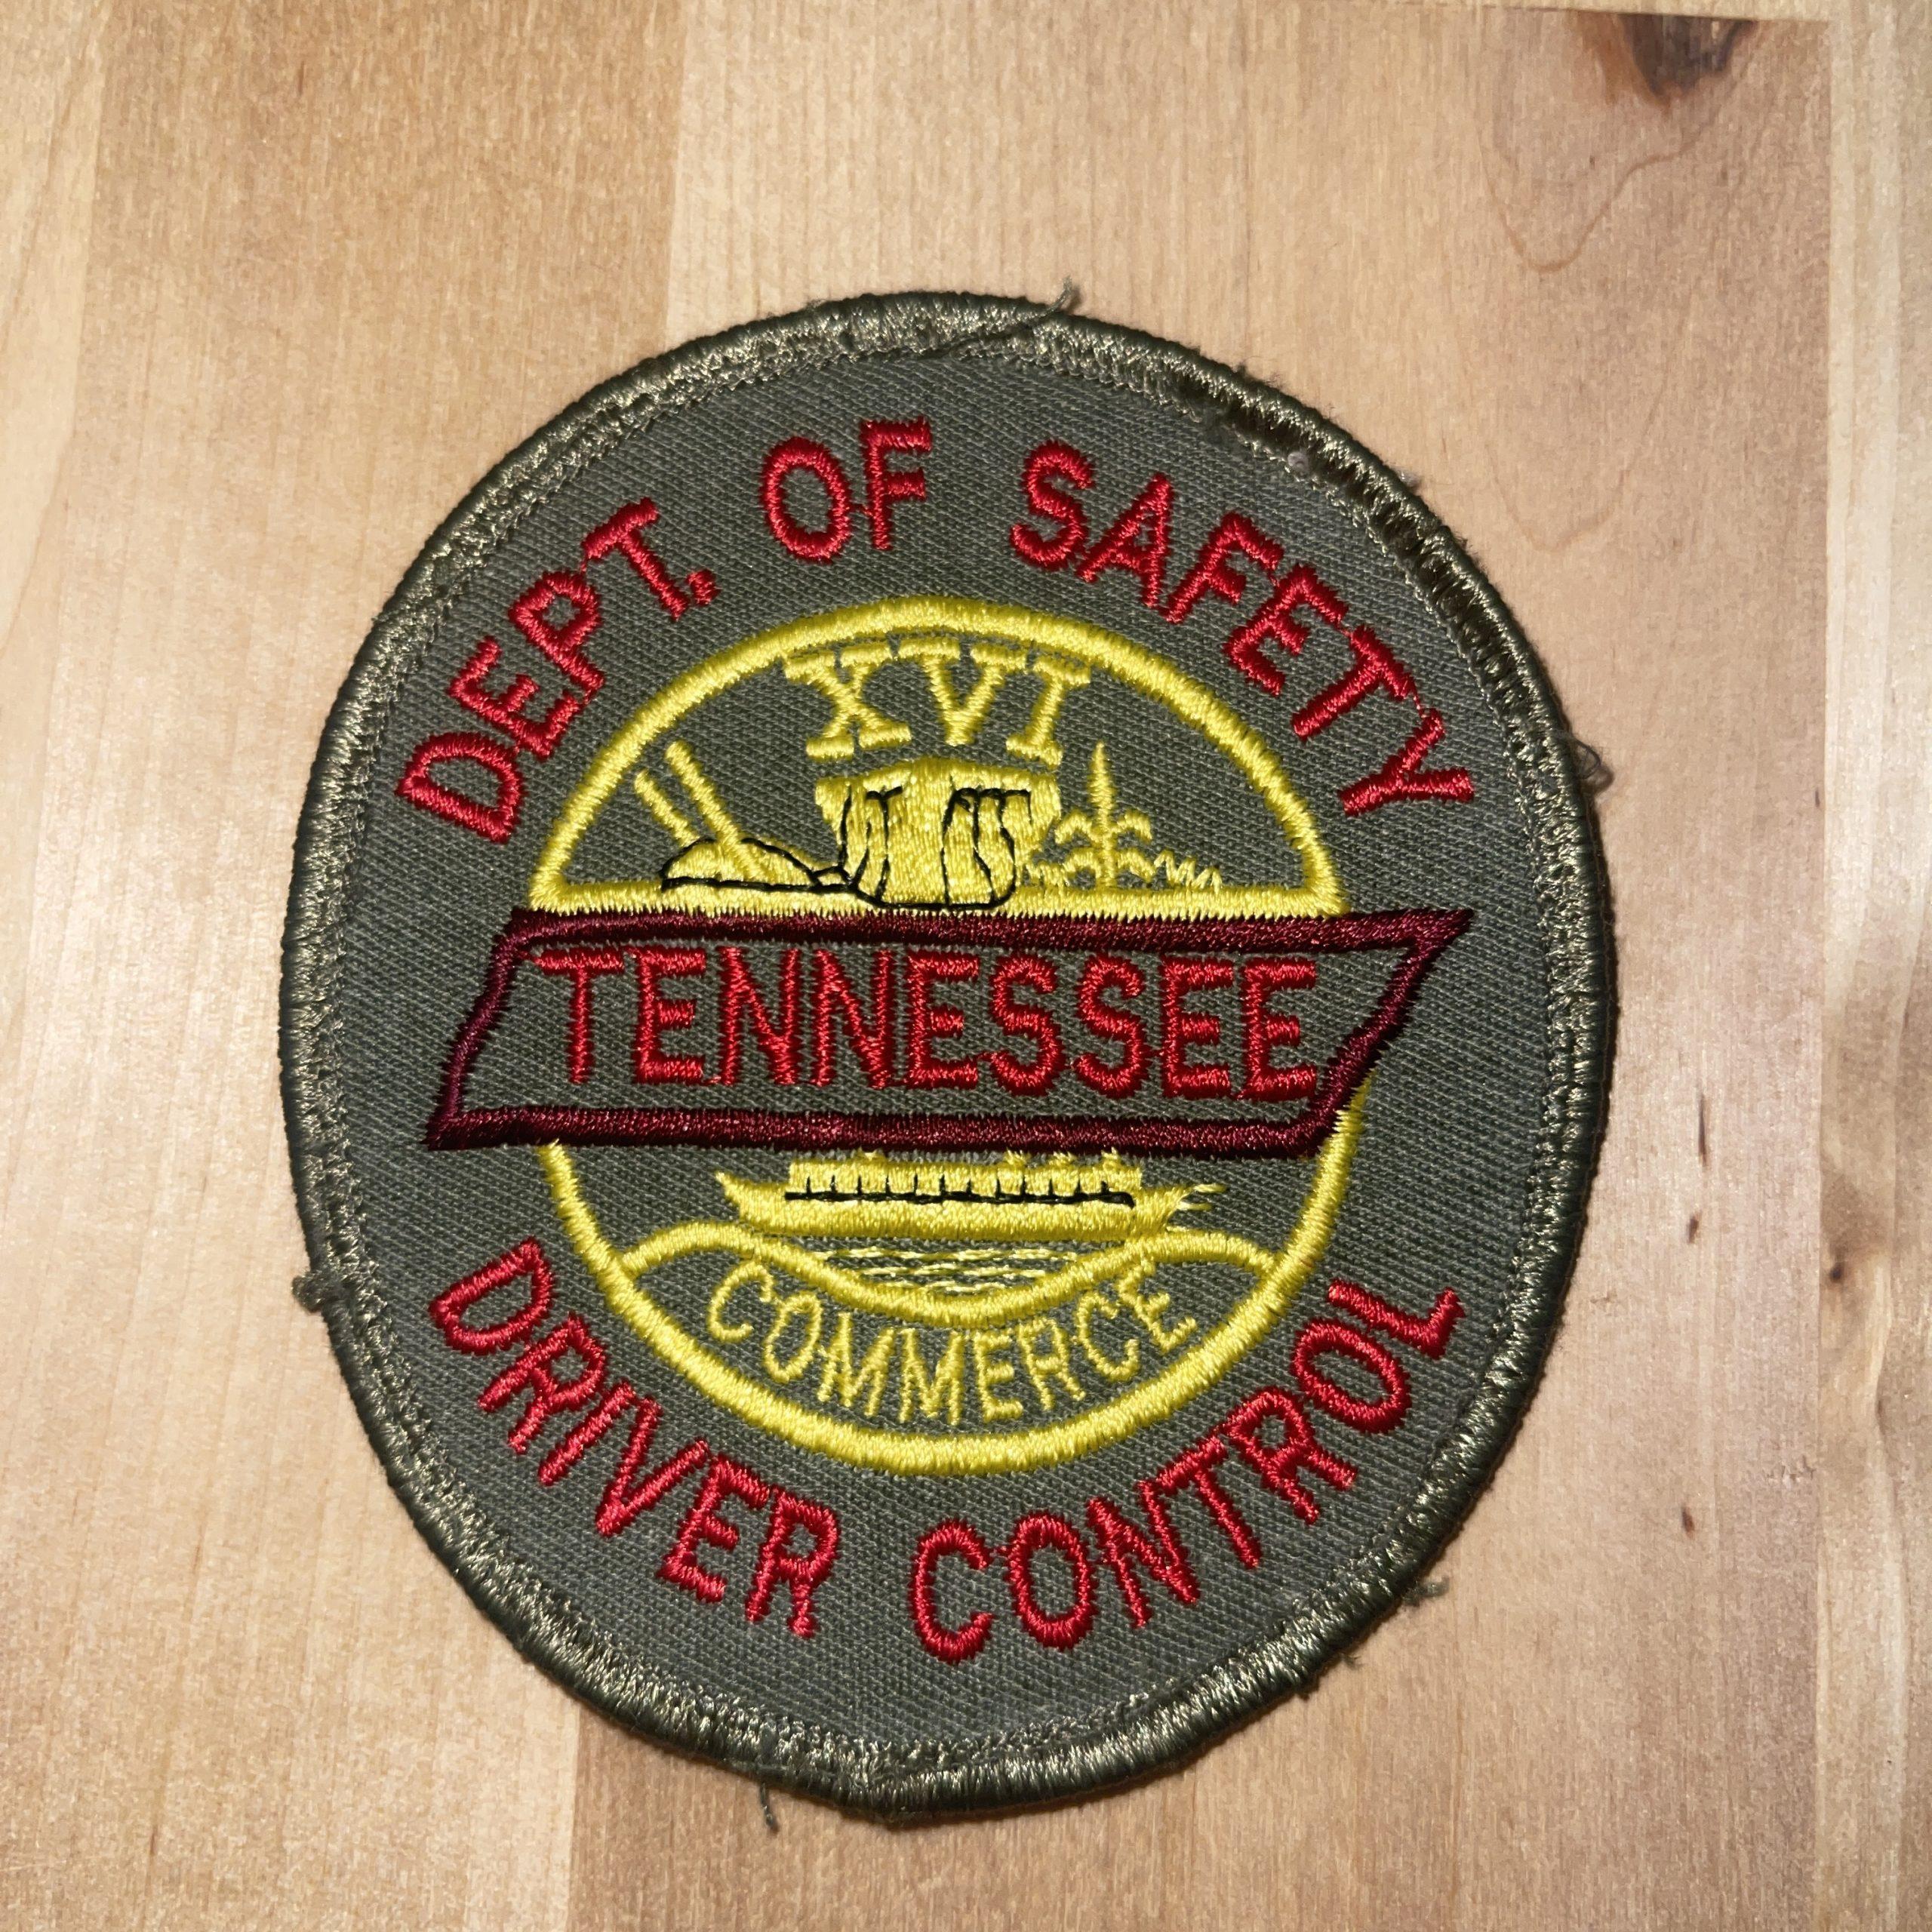 DEPT. OF SAFETY
XVI
TENNESSEE
COMMERCE
DRIVER CONTROL